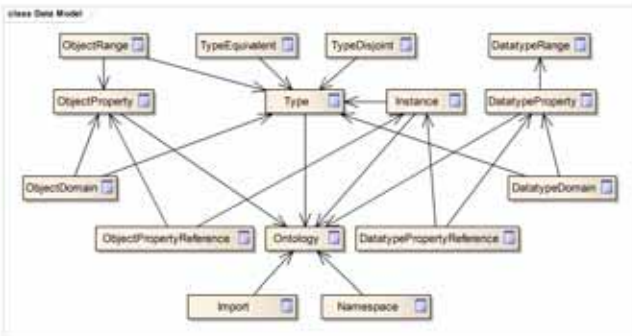 class Data Model
ObjectRange
TypeEquivalent
TypeDisjoint
DatatypeRange
ObjectProperty
Type
Instance
DatatypeProperty
ObjectDomain
DatatypeDomain
ObjectPropertyReference
Ontology
DatatypePropertyReference
Import
Namespace